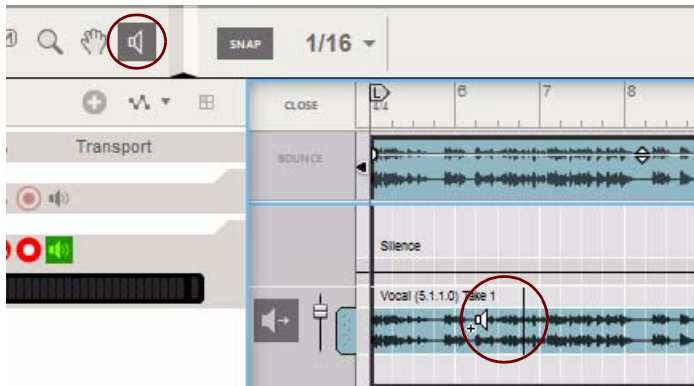 SNAP 1/16
CLOSE
L 6 7 8
4/4
Transport
BOUNCE
Silence
Vocal (5.1.1.0) Take 1